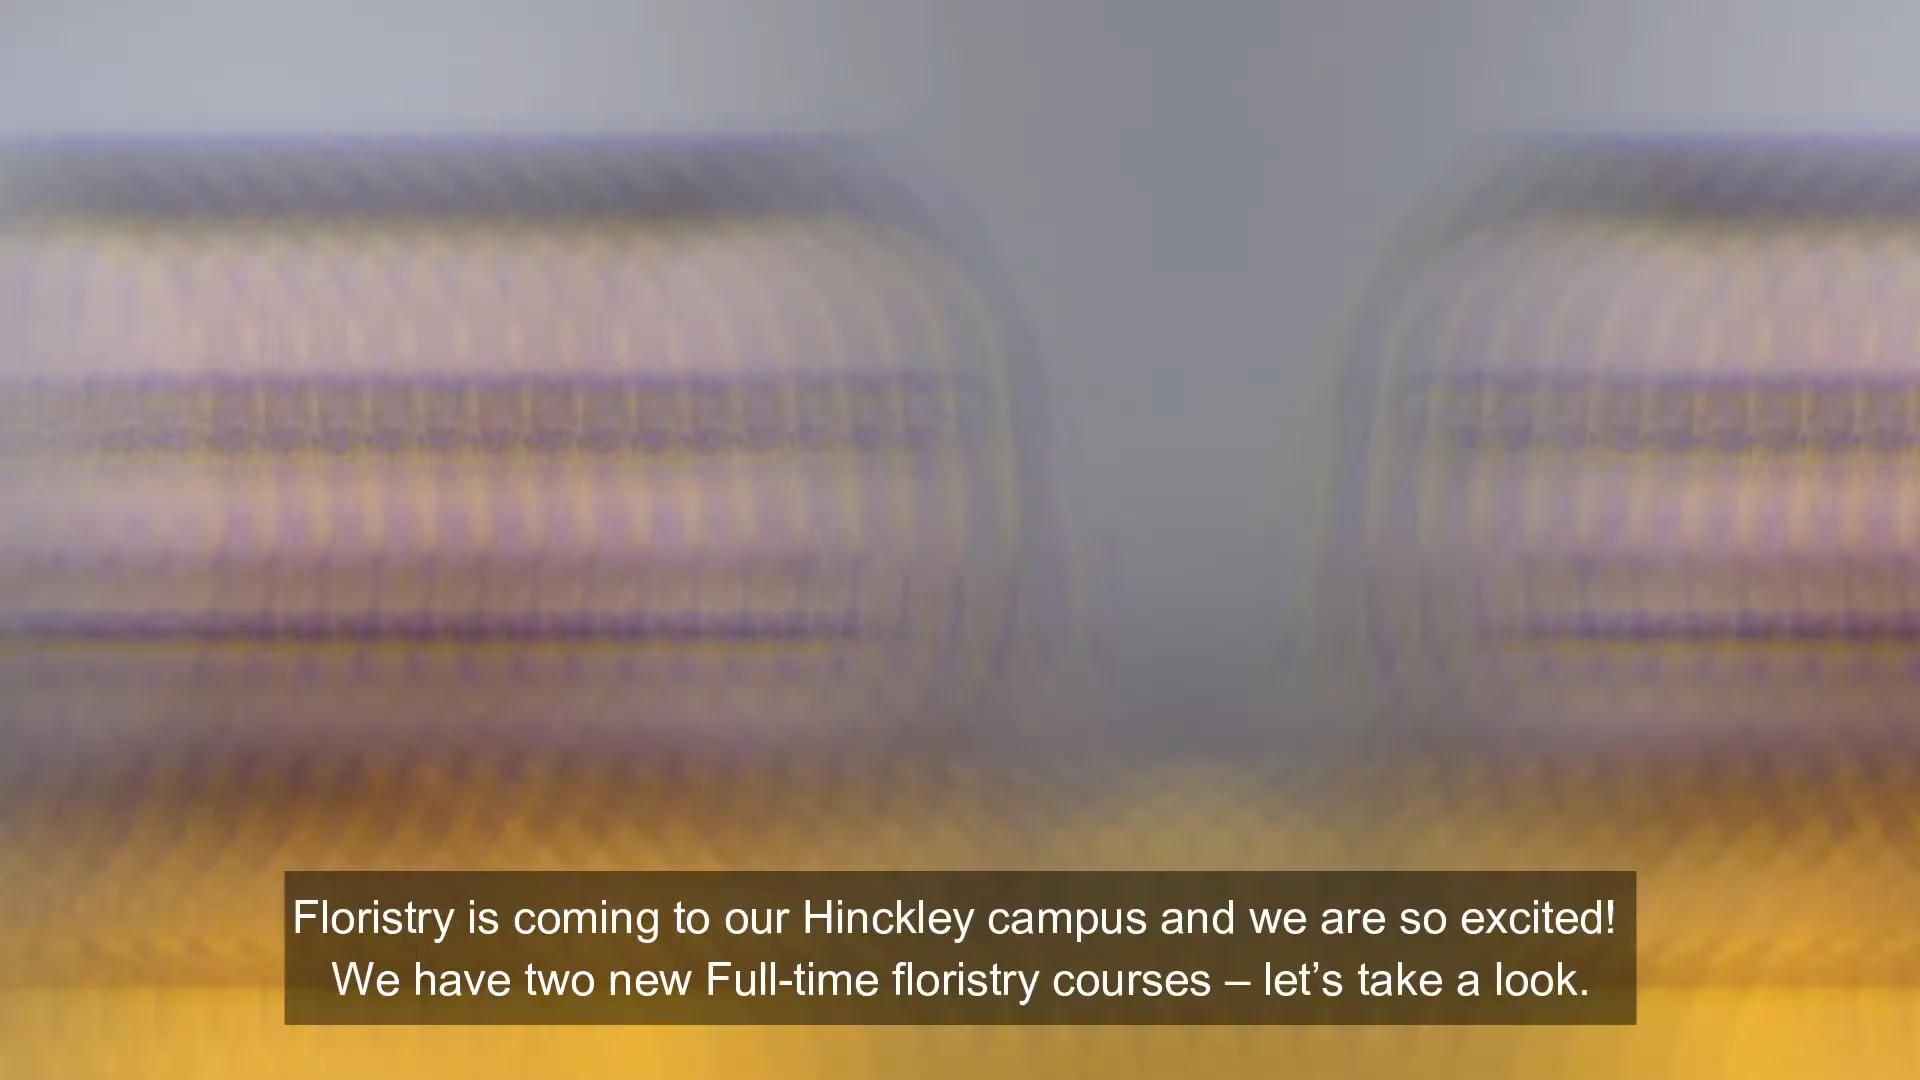 Floristry is coming to our Hinckley campus and we are so excited!
We have two new Full-time floristry courses – let’s take a look.